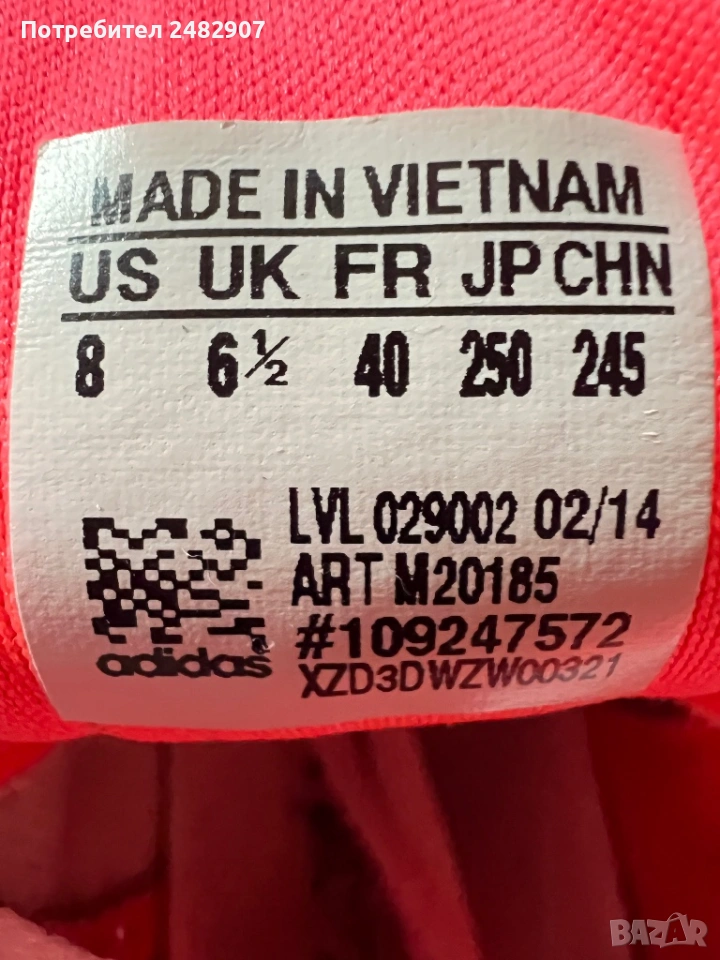 Потребител 2482907
MADE IN VIETNAM
US UK FR JP CHN
8 6½ 40 250 245
LVL 029002 02/14
ART M20185
#109247572
adidas
XZD3DWZW00321
BAZAR